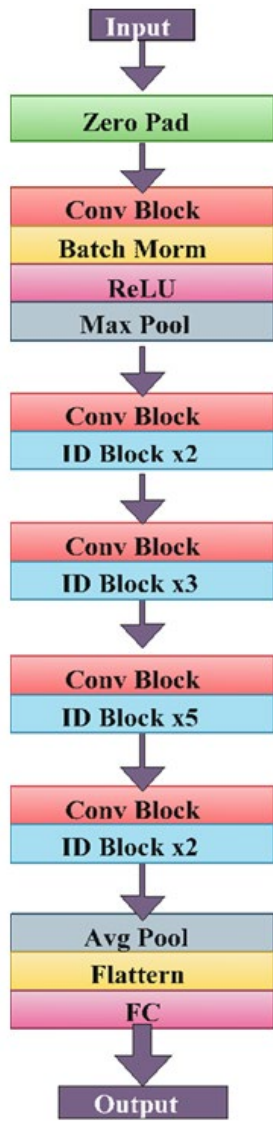 Input
Zero Pad
Conv Block
Batch Morm
ReLU
Max Pool
Conv Block
ID Block x2
Conv Block
ID Block x3
Conv Block
ID Block x5
Conv Block
ID Block x2
Avg Pool
Flattern
FC
Output